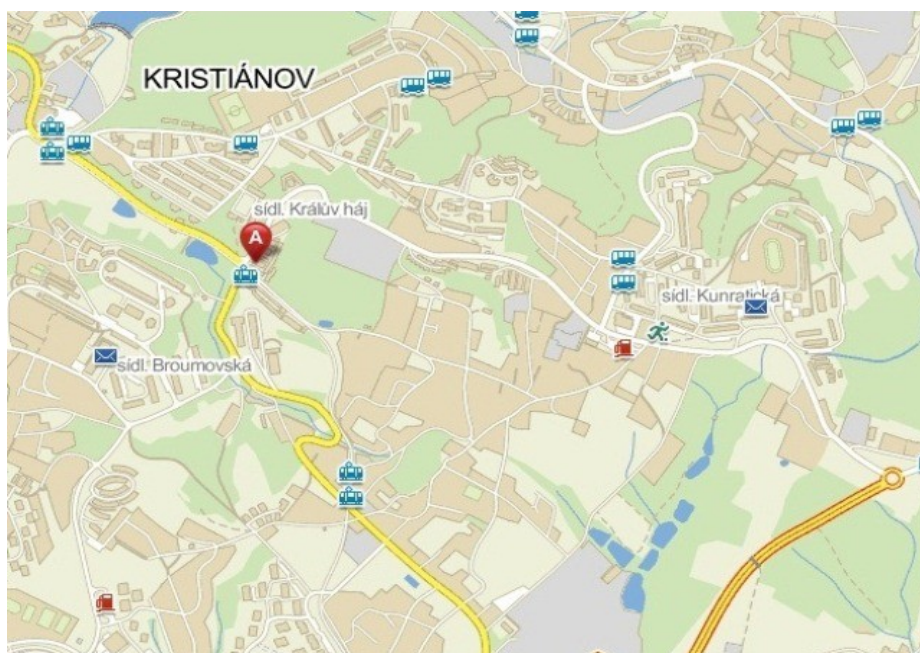 KRISTIÁNOV
sídl. Králův háj
A
sídl. Kunratická
sídl. Broumovská